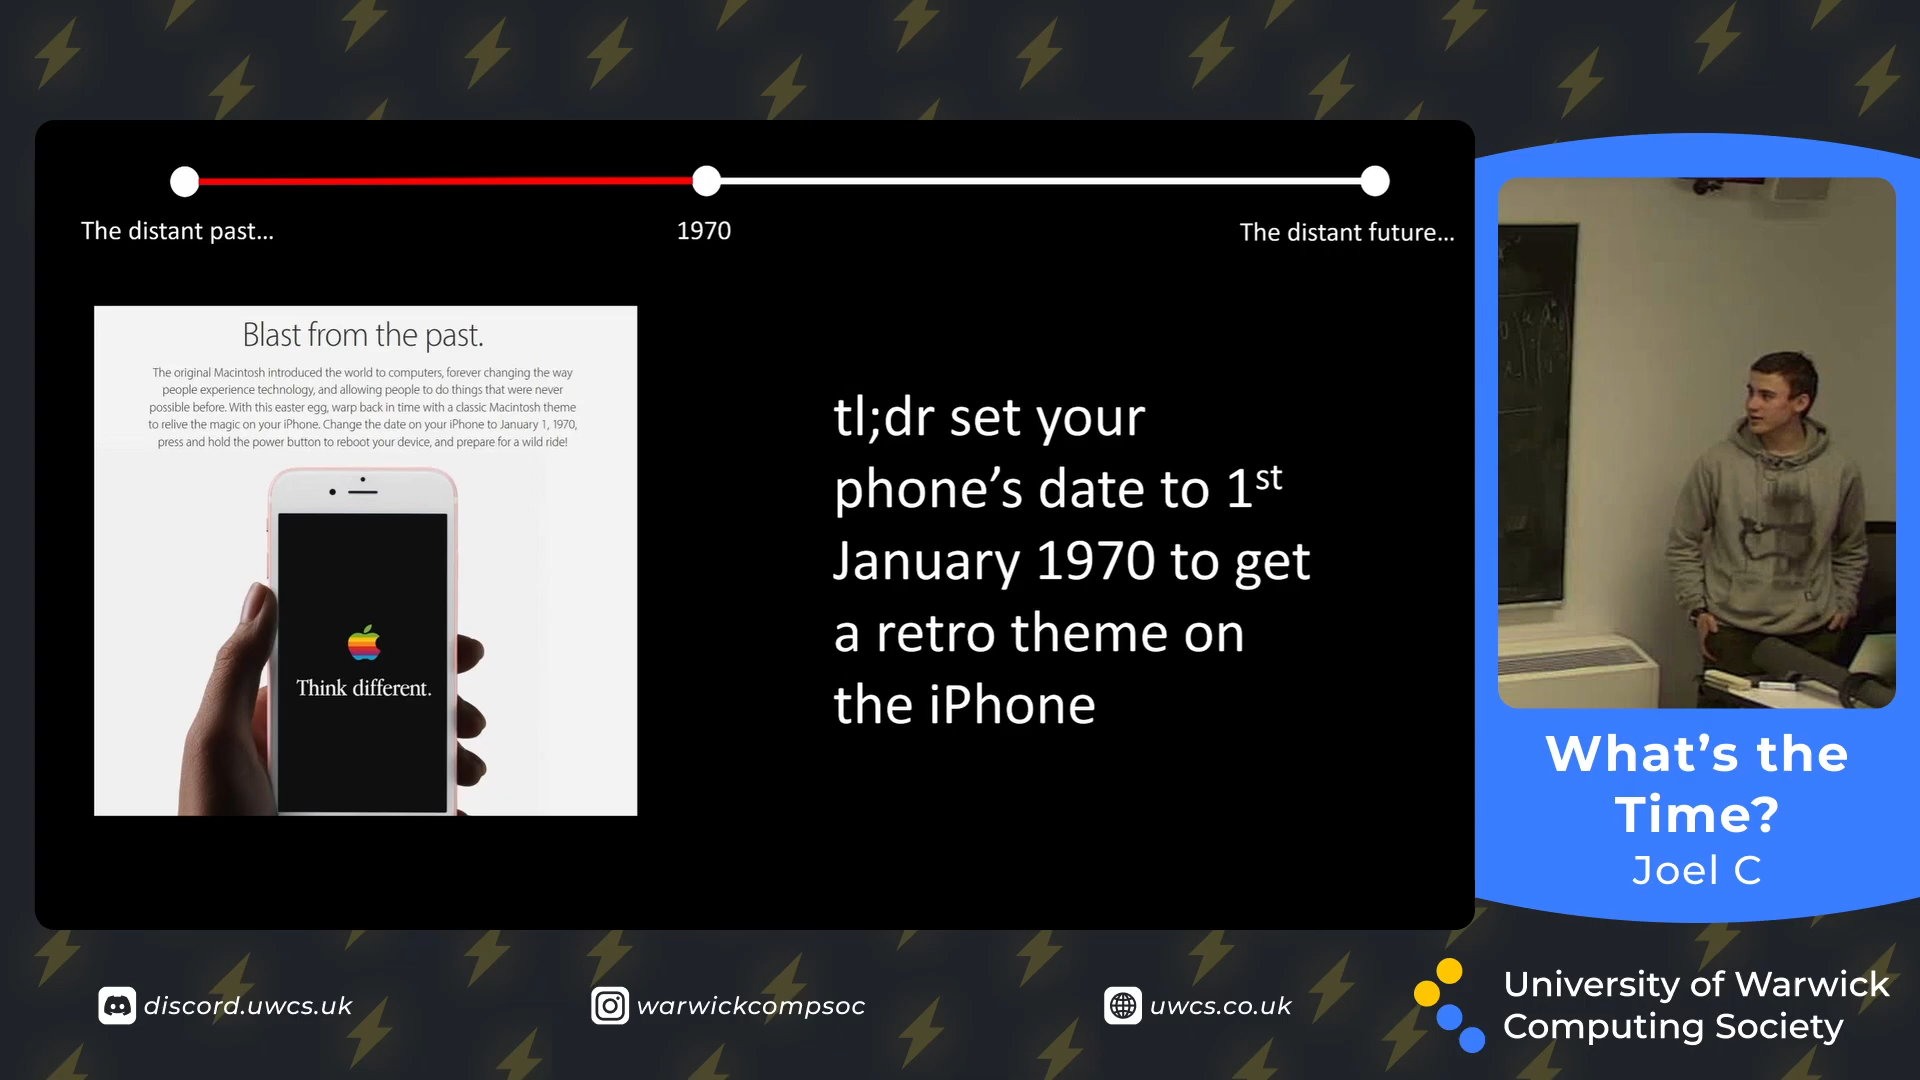 The distant past...
1970
The distant future...
Blast from the past.
The original Macintosh introduced the world to computers, forever changing the way
people experience technology, and allowing people to do things that were never
possible before. With this easter egg, warp back in time with a classic Macintosh theme
to relive the magic on your iPhone. Change the date on your iPhone to January 1, 1970,
press and hold the power button to reboot your device, and prepare for a wild ride!
Think different.
tl;dr set your
phone’s date to 1st
January 1970 to get
a retro theme on
the iPhone
What’s the
Time?
Joel C
discord.uwcs.uk
warwickcompsoc
uwcs.co.uk
University of Warwick
Computing Society